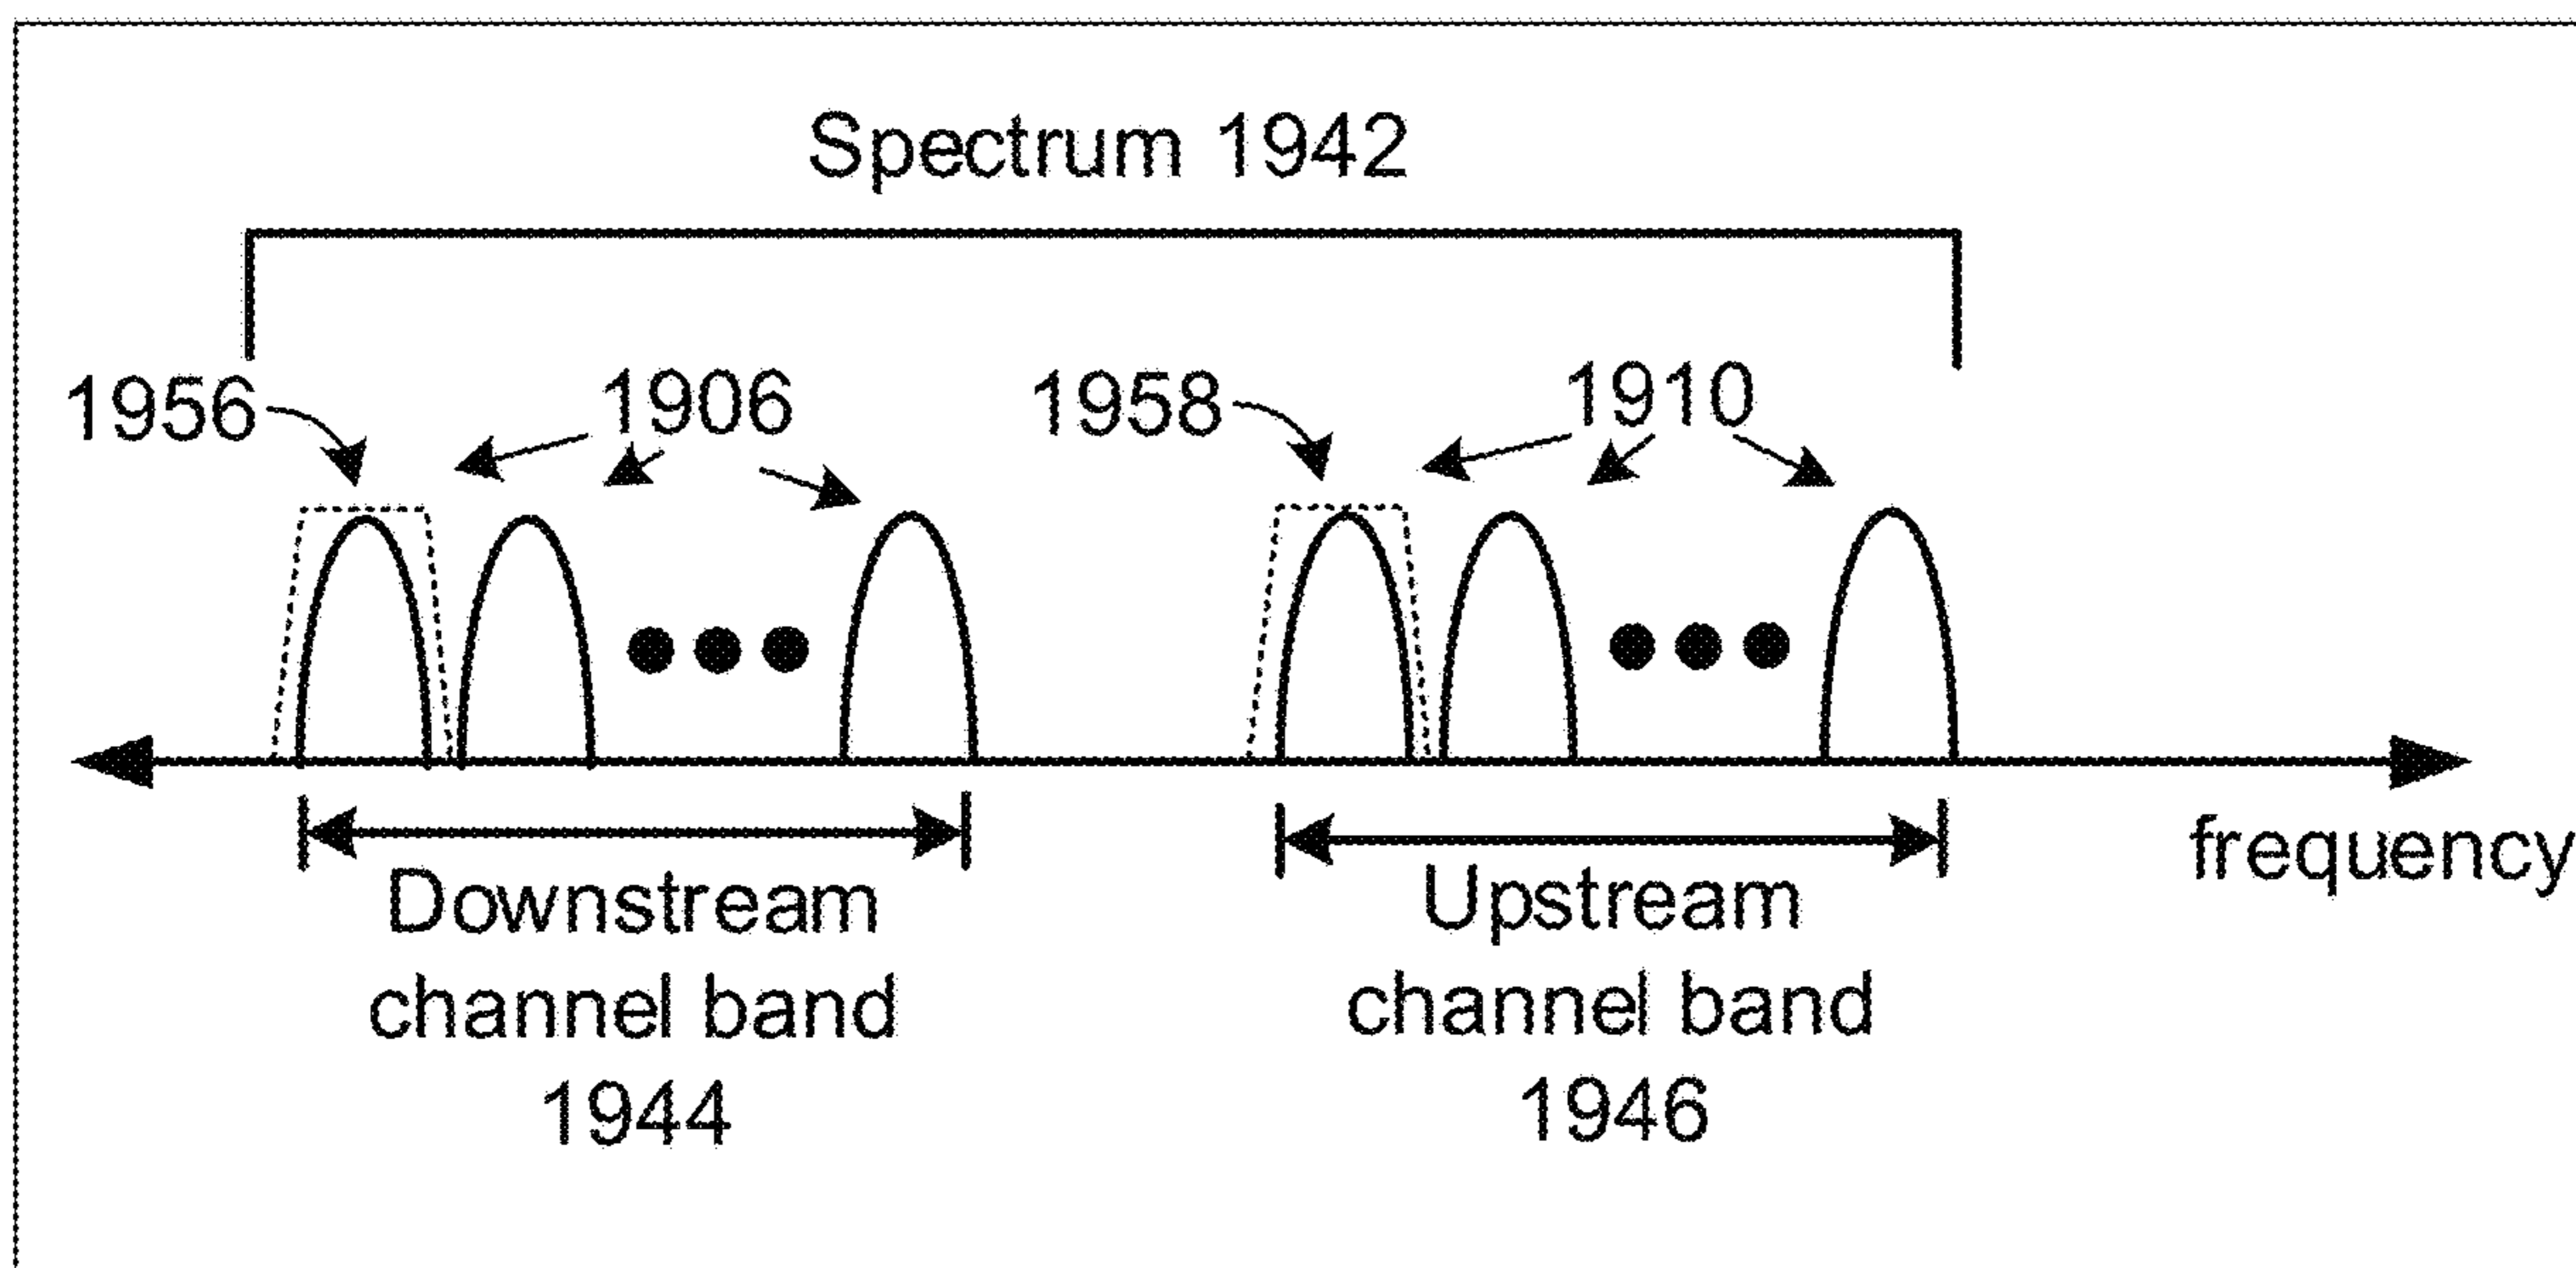 Spectrum 1942
1956
1906
1958
1910
frequency
Downstream
channel band
1944
Upstream
channel band
1946